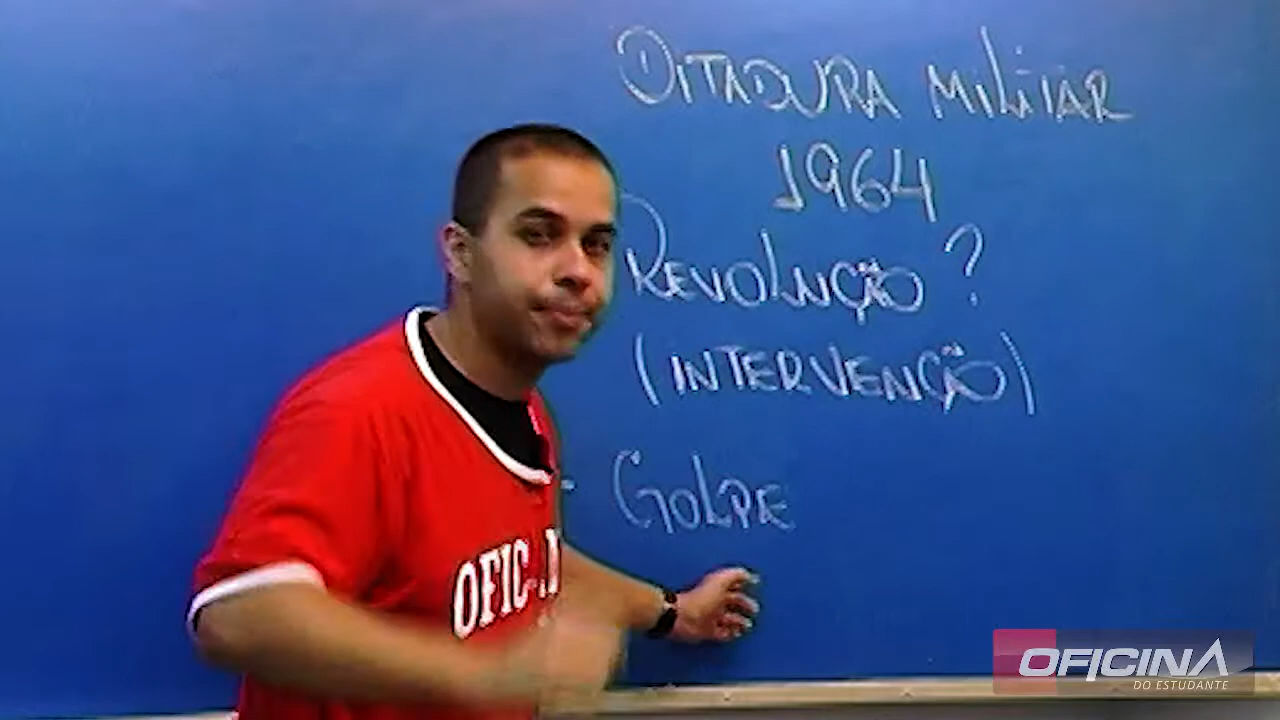 DITADURA MILITAR
1964
REVOLUÇÃO?
(INTERVENÇÃO)
- GOLPE
OFICINA
DO ESTUDANTE